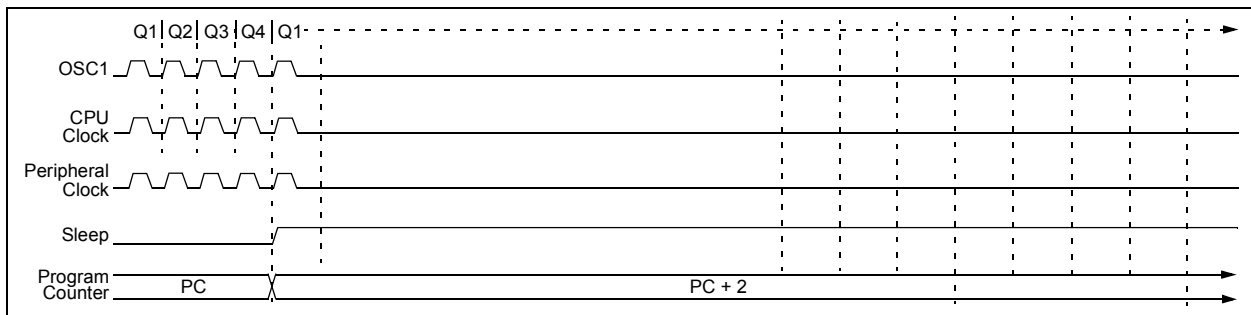 Q1 Q2 Q3 Q4 Q1
OSC1
CPU
Clock
Peripheral
Clock
Sleep
Program
Counter
PC
PC + 2